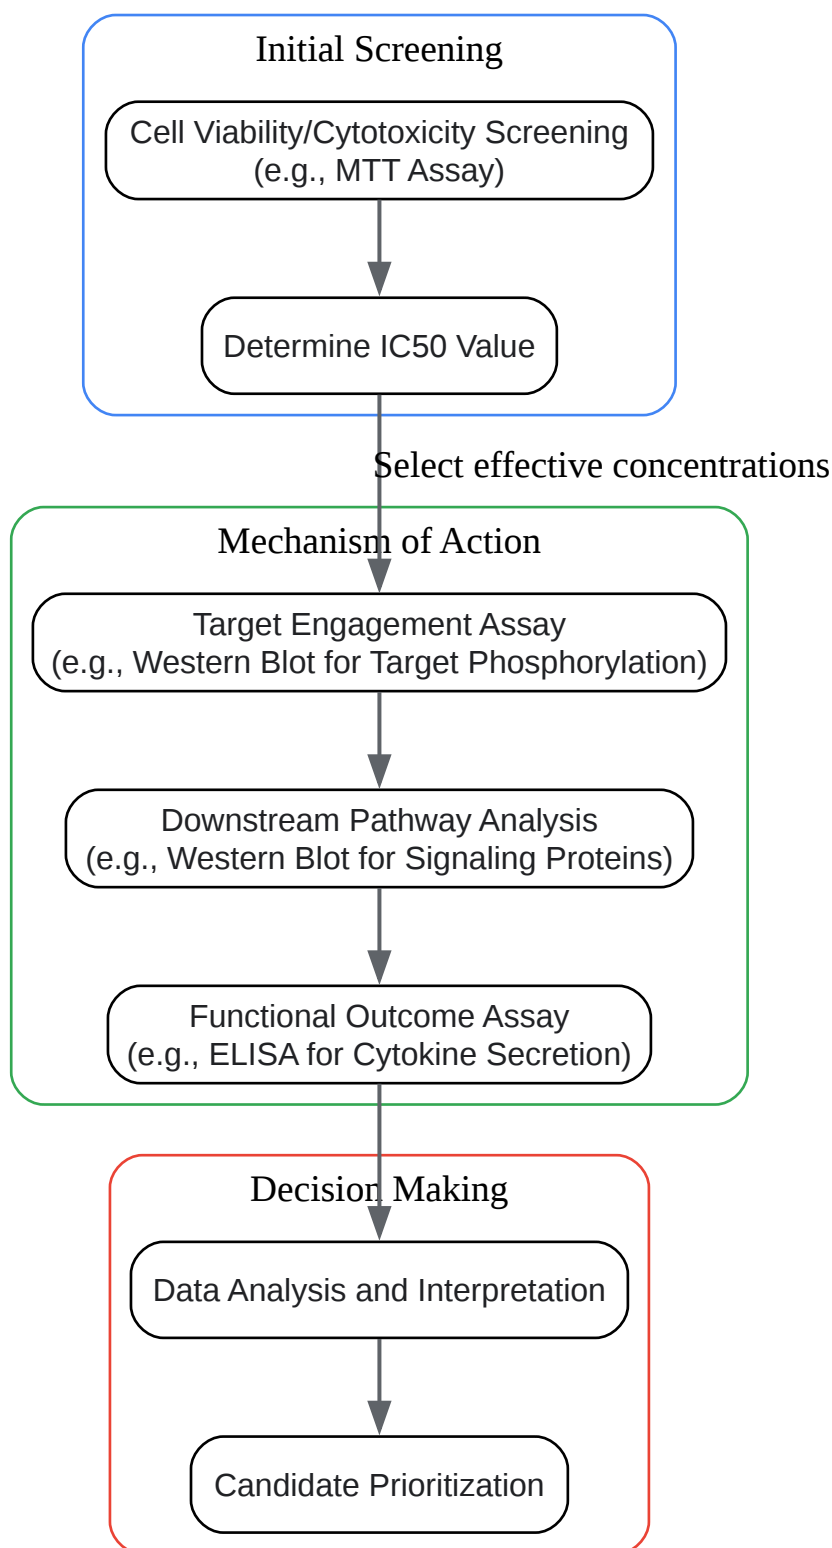 Initial Screening
Cell Viability/Cytotoxicity Screening
(e.g., MTT Assay)
Determine IC50 Value
Select effective concentrations
Mechanism of Action
Target Engagement Assay
(e.g., Western Blot for Target Phosphorylation)
Downstream Pathway Analysis
(e.g., Western Blot for Signaling Proteins)
Functional Outcome Assay
(e.g., ELISA for Cytokine Secretion)
Decision Making
Data Analysis and Interpretation
Candidate Prioritization